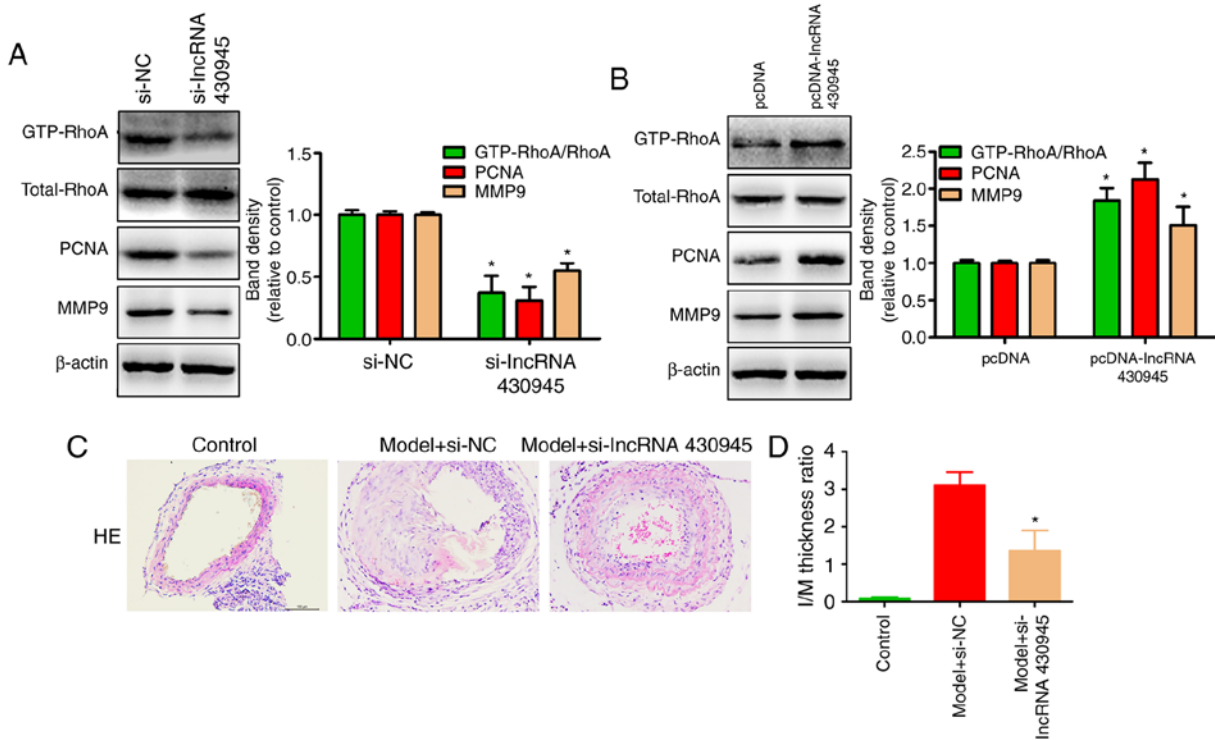 A
si-NC
si-lncRNA
430945
GTP-RhoA
Total-RhoA
PCNA
MMP9
β-actin
Band density
(relative to control)
1.5
1.0
0.5
0.0
GTP-RhoA/RhoA
PCNA
MMP9
*
*
*
si-NC
si-lncRNA
430945
B
pcDNA
pcDNA-lncRNA
430945
GTP-RhoA
Total-RhoA
PCNA
MMP9
β-actin
Band density
(relative to control)
2.5
2.0
1.5
1.0
0.5
0.0
GTP-RhoA/RhoA
PCNA
MMP9
*
*
*
pcDNA
pcDNA-lncRNA
430945
C
Control
Model+si-NC
Model+si-lncRNA 430945
HE
D
I/M thickness ratio
4
3
2
1
0
*
Control
Model+si-NC
Model+si-
lncRNA 430945